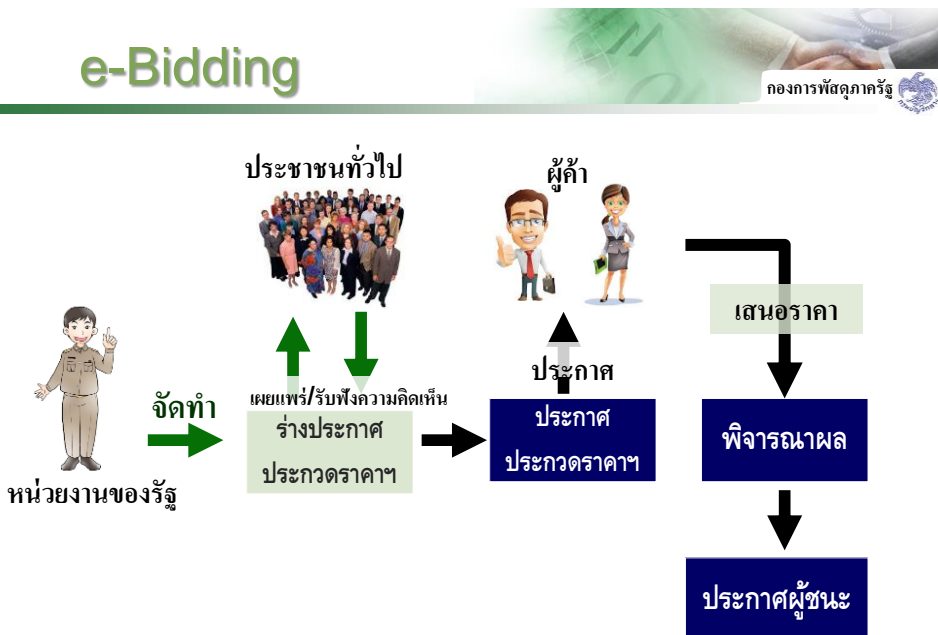 e-Bidding
กองการพัสดุภาครัฐ
ประชาชนทั่วไป
ผู้ค้า
เสนอราคา
จัดทำ
เผยแพร่/รับฟังความคิดเห็น
ประกาศ
ร่างประกาศ
ประกวดราคาฯ
ประกาศ
ประกวดราคาฯ
พิจารณาผล
หน่วยงานของรัฐ
ประกาศผู้ชนะ